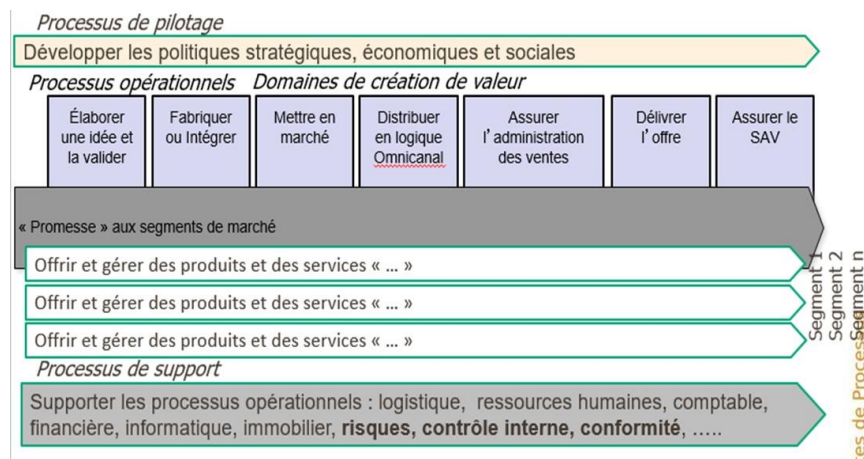 Processus de pilotage
Développer les politiques stratégiques, économiques et sociales
Processus opérationnels Domaines de création de valeur
Élaborer
une idée et
la valider
Fabriquer
ou Intégrer
Mettre en
marché
Distribuer
en logique
Omnicanal
Assurer
l’administration
des ventes
Délivrer
l’offre
Assurer le
SAV
« Promesse » aux segments de marché
Offrir et gérer des produits et des services « ... »
Offrir et gérer des produits et des services « ... »
Offrir et gérer des produits et des services « ... »
Segment 1
Segment 2
Segment n
Processus de support
Supporter les processus opérationnels : logistique, ressources humaines, comptable,
financière, informatique, immobilier, risques, contrôle interne, conformité, .....
de